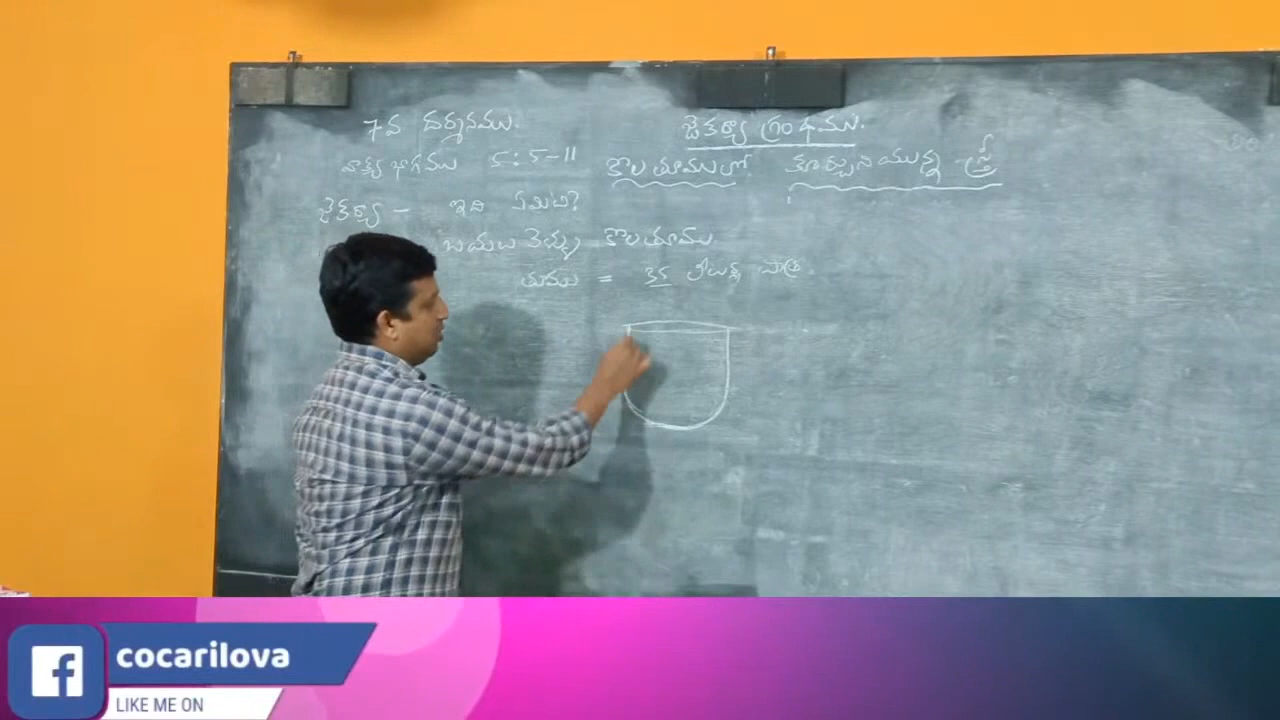 జెకర్యా గ్రంథము.
7వ దర్శనము.
వాక్య భాగము 5:5-11 కొల తూములో కూర్చుని యున్న స్త్రీ
జెకర్యా - ఇది ఏమిటి?
బయలు వెళ్ళు కొలతూము
తూము = 35 లీటర్ల పాత్ర.
cocarilova
LIKE ME ON